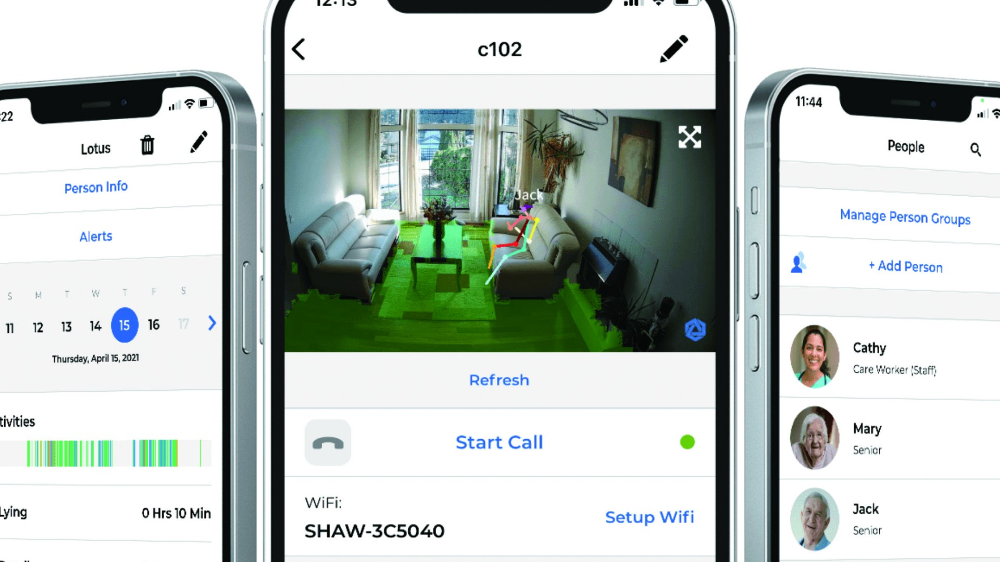 :22
Lotus
Person Info
Alerts
S M T W T F S
11 12 13 14 15 16 17
Thursday, April 15, 2021
tivities
Lying 0 Hrs 10 Min
12:13
c102
Jack
Refresh
Start Call
WiFi:
SHAW-3C5040
Setup Wifi
11:44
People
Manage Person Groups
+ Add Person
Cathy
Care Worker (Staff)
Mary
Senior
Jack
Senior